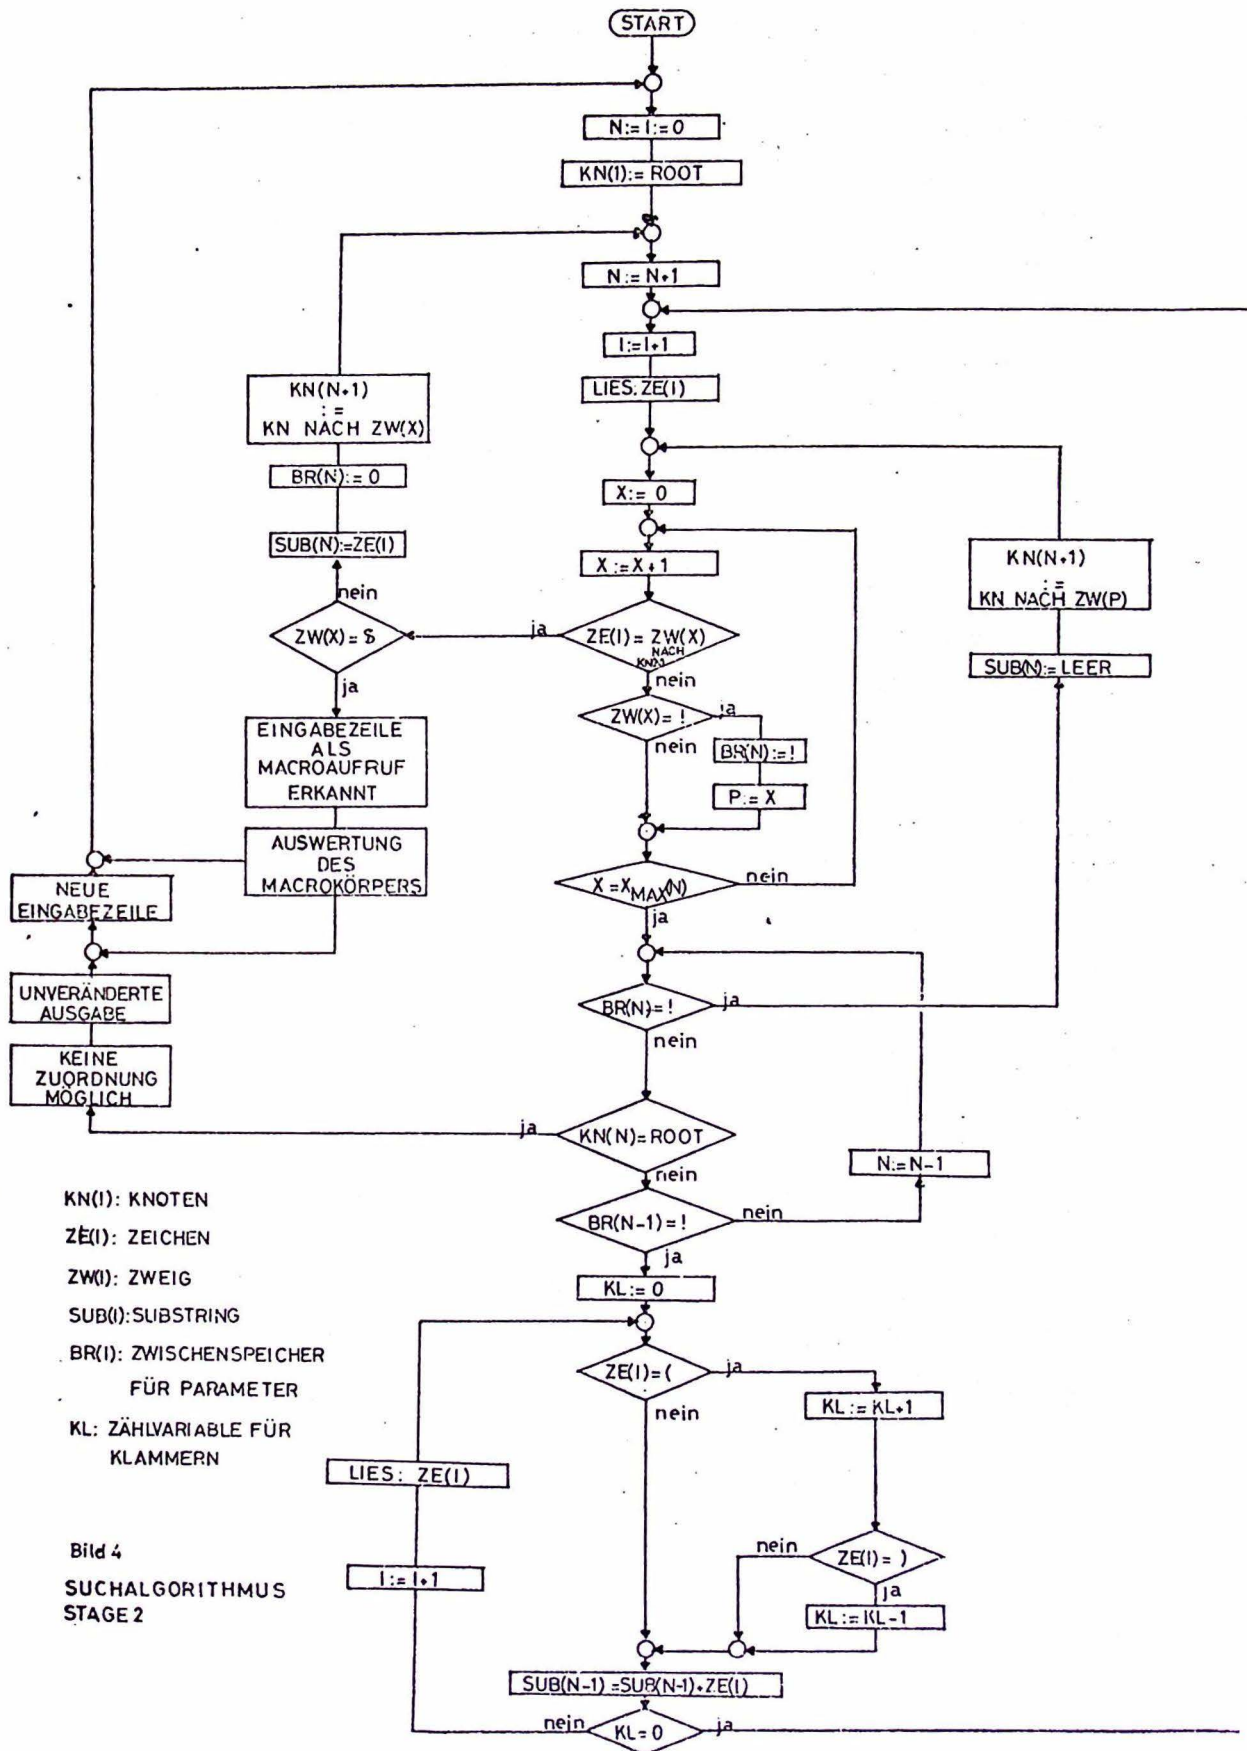 START
N:=I:=0
KN(1):=ROOT
N:=N+1
I:=I+1
LIES:ZE(I)
KN(N+1)
:=
KN NACH ZW(X)
BR(N):=0
SUB(N):=ZE(I)
nein
ZW(X)=$
ja
X:=0
X:=X+1
ja
ZE(I)=ZW(X)
NACH
nein
ZW(X)=!
ja
nein
BR(N):=!
P:=X
KN(N+1)
:=
KN NACH ZW(P)
SUB(N):=LEER
EINGABEZEILE
ALS
MACROAUFRUF
ERKANNT
AUSWERTUNG
DES
MACROKÖRPERS
NEUE
EINGABEZEILE
UNVERÄNDERTE
AUSGABE
KEINE
ZUORDNUNG
MÖGLICH
X=XMAX(N)
nein
ja
BR(N)=!
ja
nein
ja
KN(N)=ROOT
nein
N:=N-1
BR(N-1)=!
nein
ja
KL:=0
ZE(I)=(
ja
nein
KL:=KL+1
nein
ZE(I)=)
ja
KL:=KL-1
LIES: ZE(I)
I:=I+1
SUB(N-1)=SUB(N-1)+ZE(I)
nein
KL=0
ja
KN(I): KNOTEN
ZE(I): ZEICHEN
ZW(I): ZWEIG
SUB(I):SUBSTRING
BR(I): ZWISCHENSPEICHER
FÜR PARAMETER
KL: ZÄHLVARIABLE FÜR
KLAMMERN
Bild 4
SUCHALGORITHMUS
STAGE 2